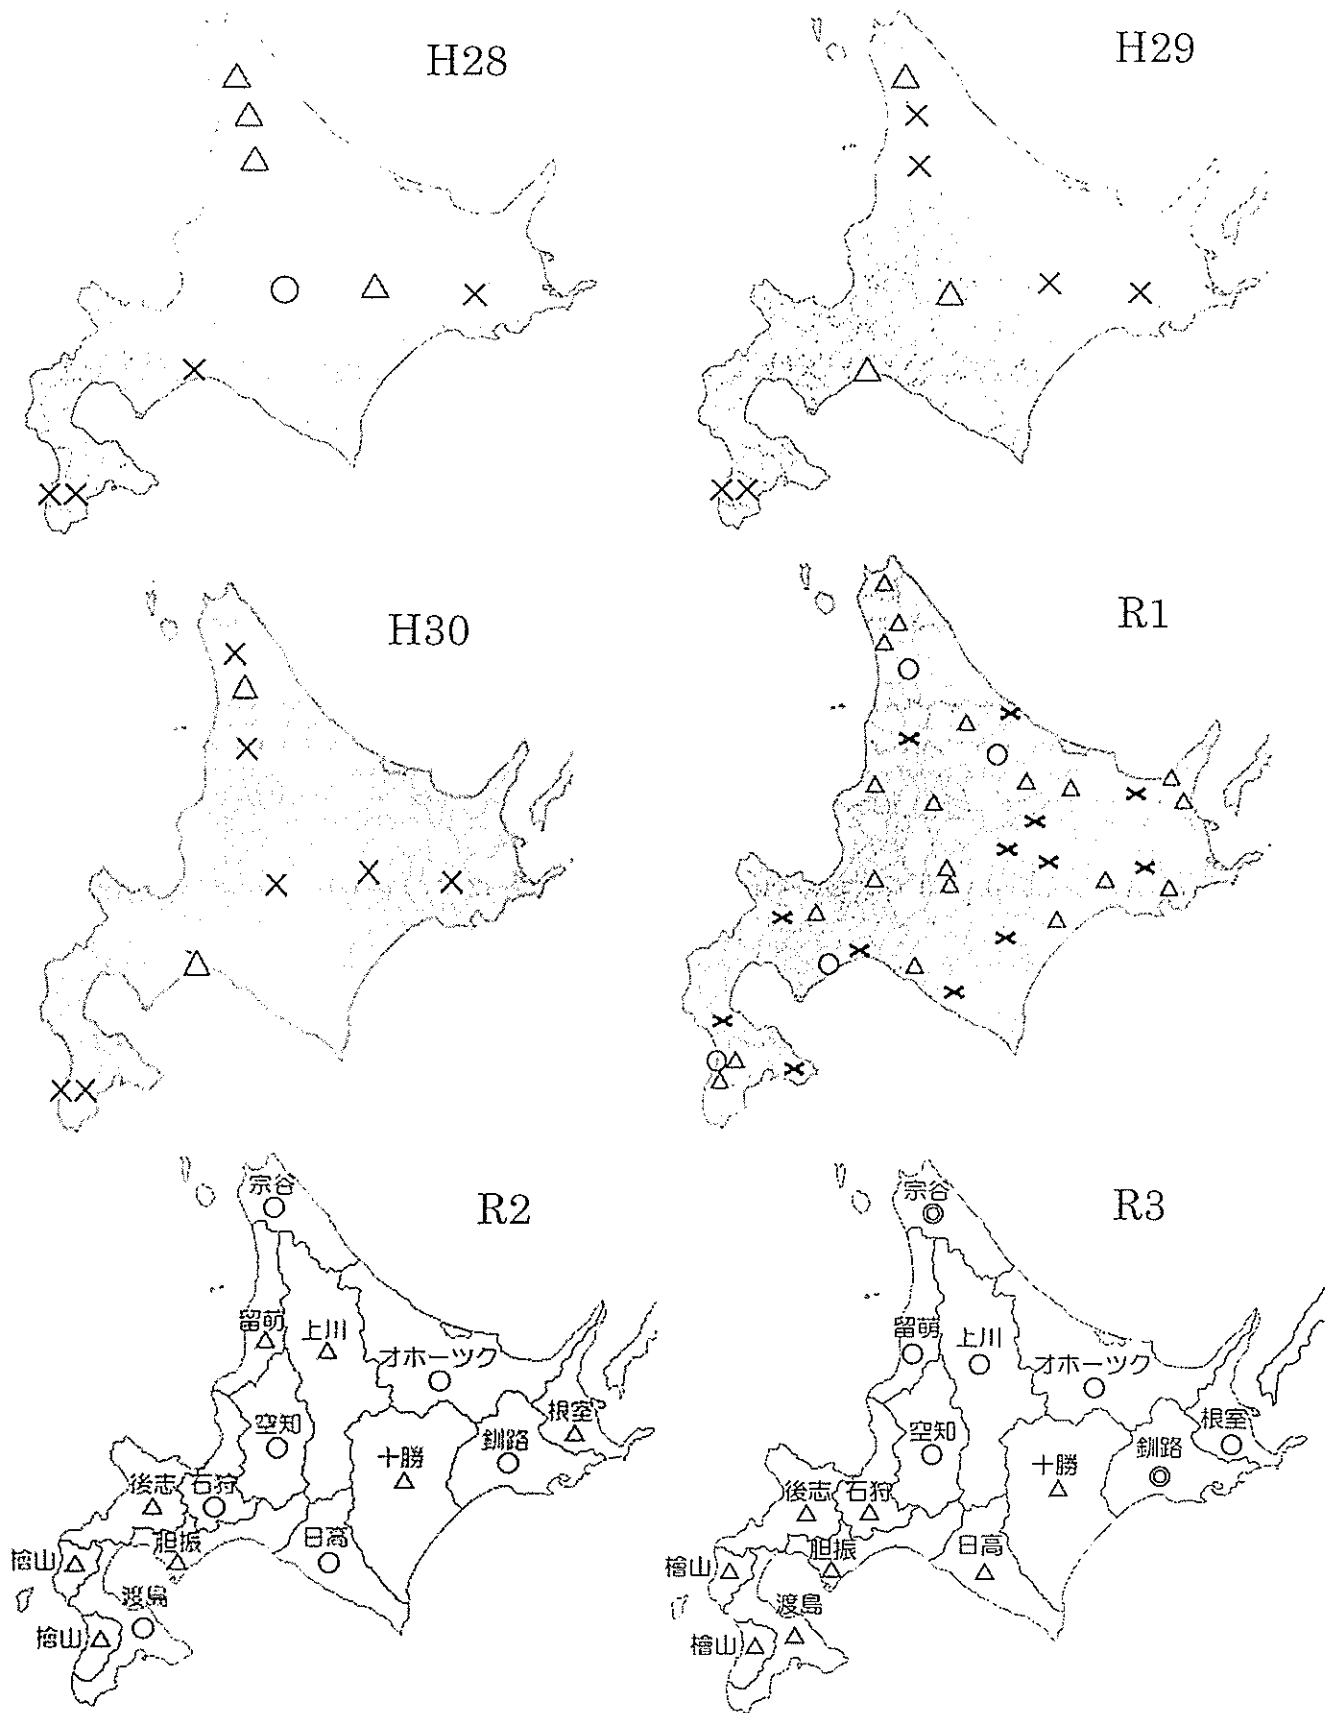 H28
H29
H30
R1
R2
宗谷
留萌
上川
オホーツク
空知
根室
釧路
十勝
後志
石狩
胆振
日高
檜山
渡島
檜山
R3
宗谷
留萌
上川
オホーツク
空知
根室
釧路
十勝
後志
石狩
胆振
日高
檜山
渡島
檜山